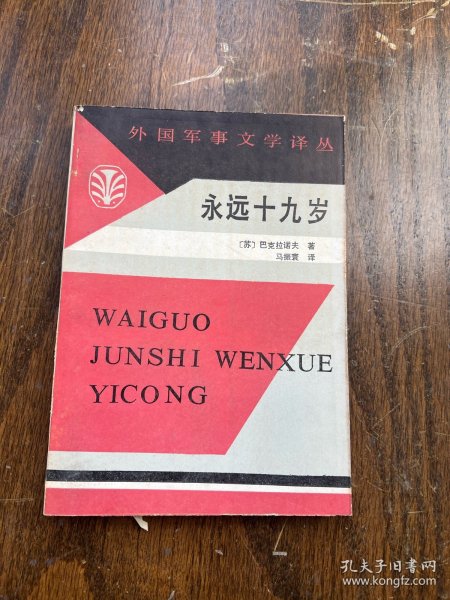 外国军事文学译丛
永远十九岁
〔苏〕巴克拉诺夫 著
马振寰 译
WAIGUO
JUNSHI WENXUE
YICONG
孔夫子旧书网
www.kongfz.com